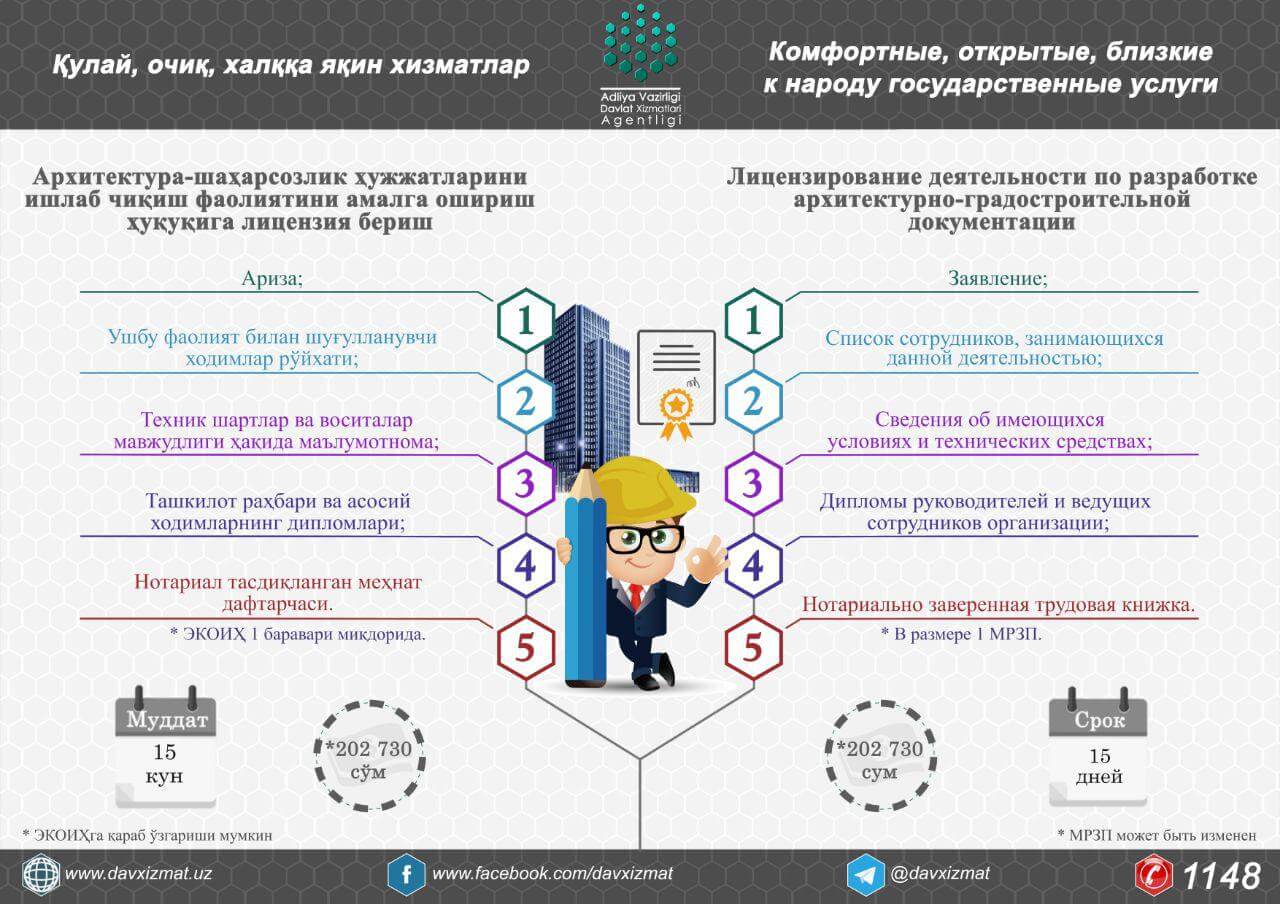 Қулай, очиқ, халққа яқин хизматлар
Adliya Vazirligi
Davlat Xizmatlari
Agentligi
Комфортные, открытые, близкие
к народу государственные услуги
Архитектура-шаҳарсозлик ҳужжатларини
ишлаб чиқиш фаолиятини амалга ошириш
ҳуқуқига лицензия бериш
Ариза;
1
Ушбу фаолият билан шуғулланувчи
ходимлар рўйхати;
2
Техник шартлар ва воситалар
мавжудлиги ҳақида маълумотнома;
3
Ташкилот раҳбари ва асосий
ходимларнинг дипломлари;
4
Нотариал тасдиқланган меҳнат
дафтарчаси.
5
* ЭКОИҲ 1 баравари микдорида.
Муддат
15
кун
*202 730
сўм
* ЭКОИҲга қараб ўзгариши мумкин
Лицензирование деятельности по разработке
архитектурно-градостроительной
документации
Заявление;
1
Список сотрудников, занимающихся
данной деятельностью;
2
Сведения об имеющихся
условиях и технических средствах;
3
Дипломы руководителей и ведущих
сотрудников организации;
4
Нотариально заверенная трудовая книжка.
5
* В размере 1 МРЗП.
*202 730
сум
Срок
15
дней
* МРЗП может быть изменен
www.davxizmat.uz
www.facebook.com/davxizmat
@davxizmat
1148